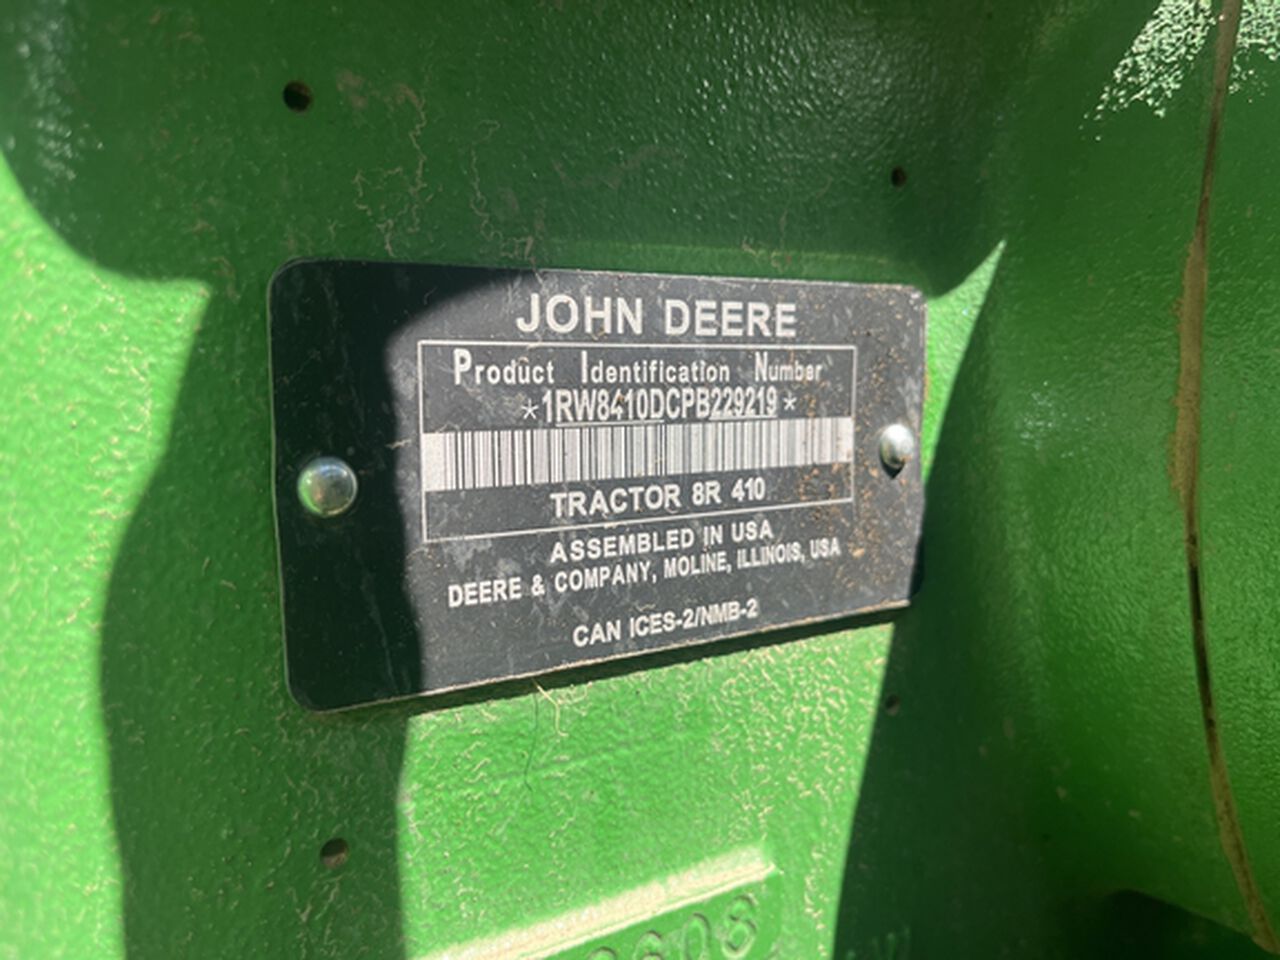 JOHN DEERE
Product Identification Number
*1RW8410DCPB229219*
TRACTOR 8R 410
ASSEMBLED IN USA
DEERE & COMPANY, MOLINE, ILLINOIS, USA
CAN ICES-2/NMB-2